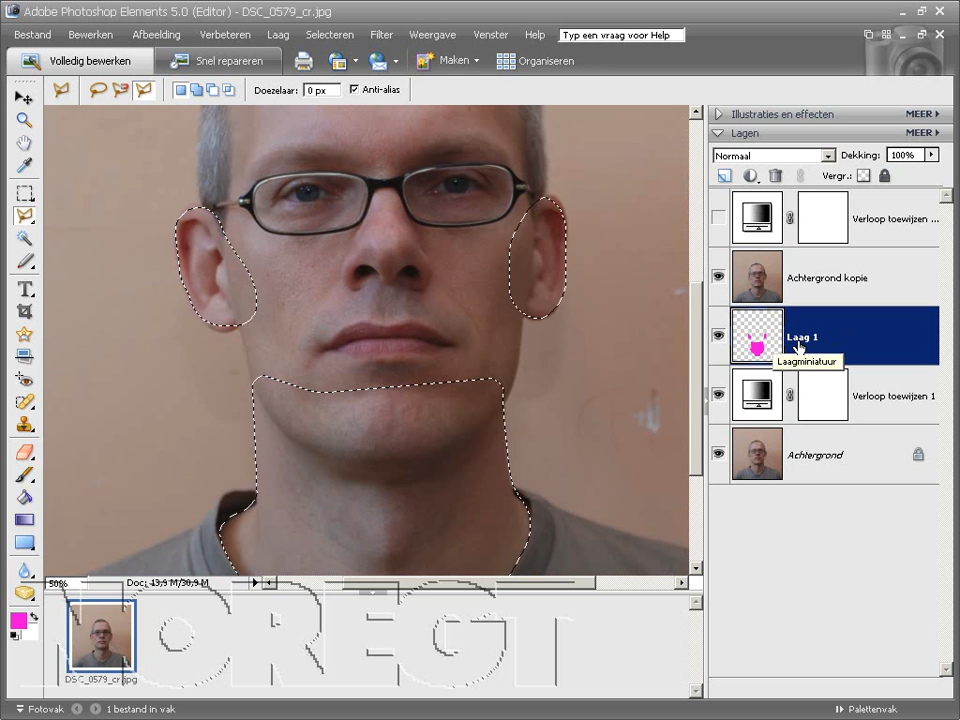 Adobe Photoshop Elements 5.0 (Editor) - DSC_0579_cr.jpg
Bestand Bewerken Afbeelding Verbeteren Laag Selecteren Filter Weergave Venster Help Typ een vraag voor Help
Volledig bewerken Snel repareren Maken Organiseren
Doezelaar: 0 px Anti-alias
Illustraties en effecten MEER
Lagen MEER
Normaal Dekking: 100%
Vergr.:
Verloop toewijzen ...
Achtergrond kopie
Laag 1
Laagminiatuur
Verloop toewijzen 1
Achtergrond
50% Doc: 13,9 M/30,9 M
TCREGT
DSC_0579_cr.jpg
Fotovak 1 bestand in vak Palettenvak